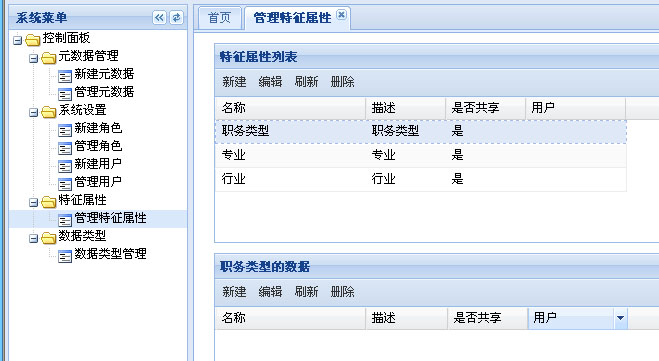 系统菜单
控制面板
元数据管理
新建元数据
管理元数据
系统设置
新建角色
管理角色
新建用户
管理用户
特征属性
管理特征属性
数据类型
数据类型管理
首页 管理特征属性
特征属性列表
新建 编辑 刷新 删除
名称 描述 是否共享 用户
职务类型 职务类型 是
专业 专业 是
行业 行业 是
职务类型的数据
新建 编辑 刷新 删除
名称 描述 是否共享 用户